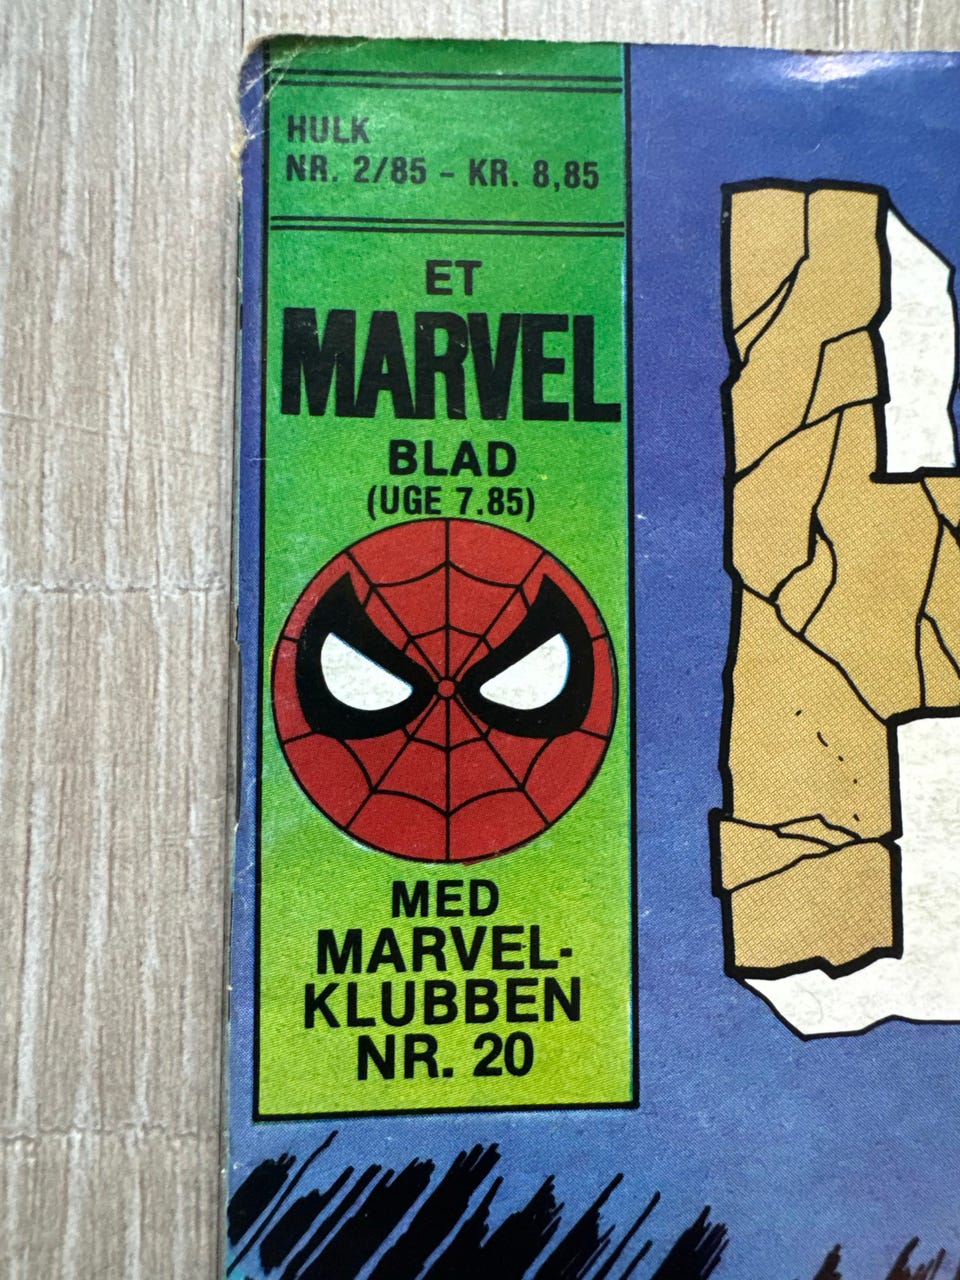 HULK
NR. 2/85 - KR. 8,85
ET
MARVEL
BLAD
(UGE 7.85)
MED
MARVEL-
KLUBBEN
NR. 20